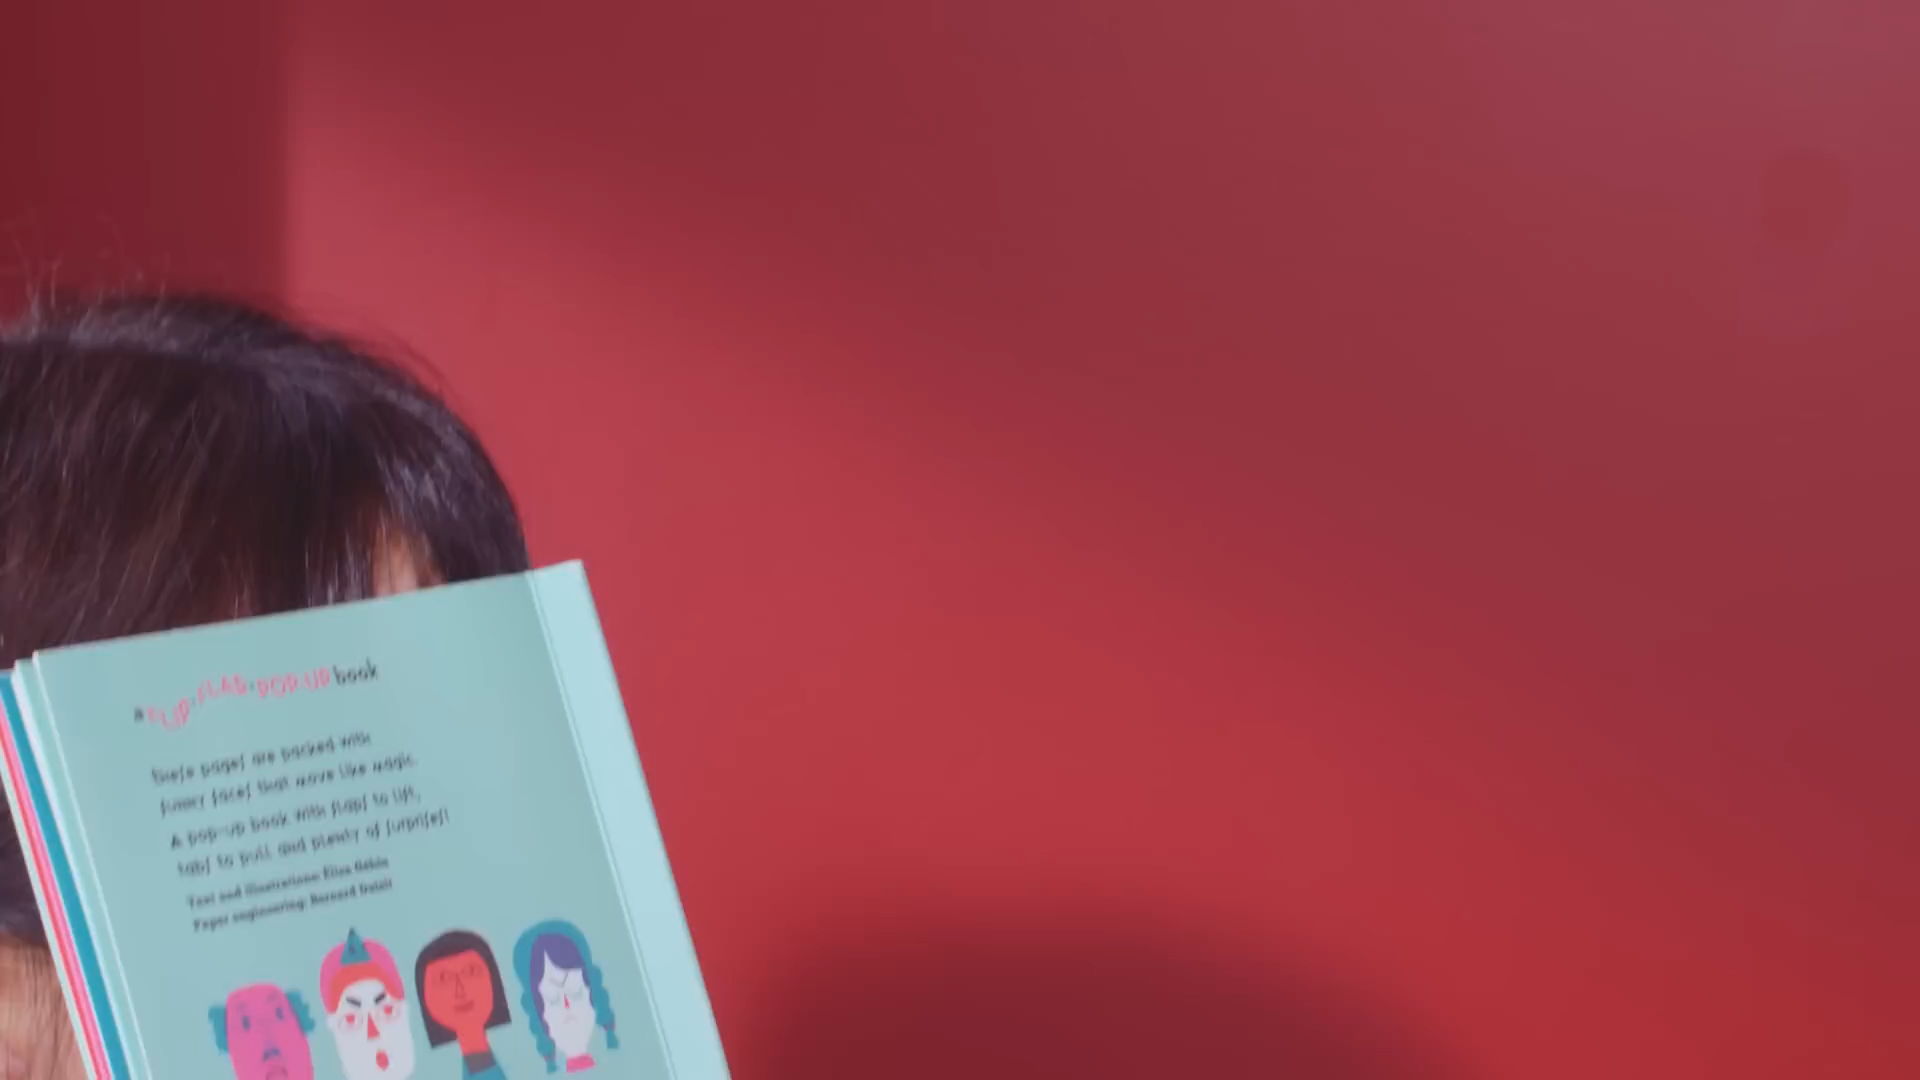 a FLIP, FLAP, POP-UP book
These pages are packed with
funny faces that move like magic.
A pop-up book with flaps to lift,
tabs to pull and plenty of surprises!
Text and illustrations: Elisa Géhin
Paper engineering: Bernard Duisit